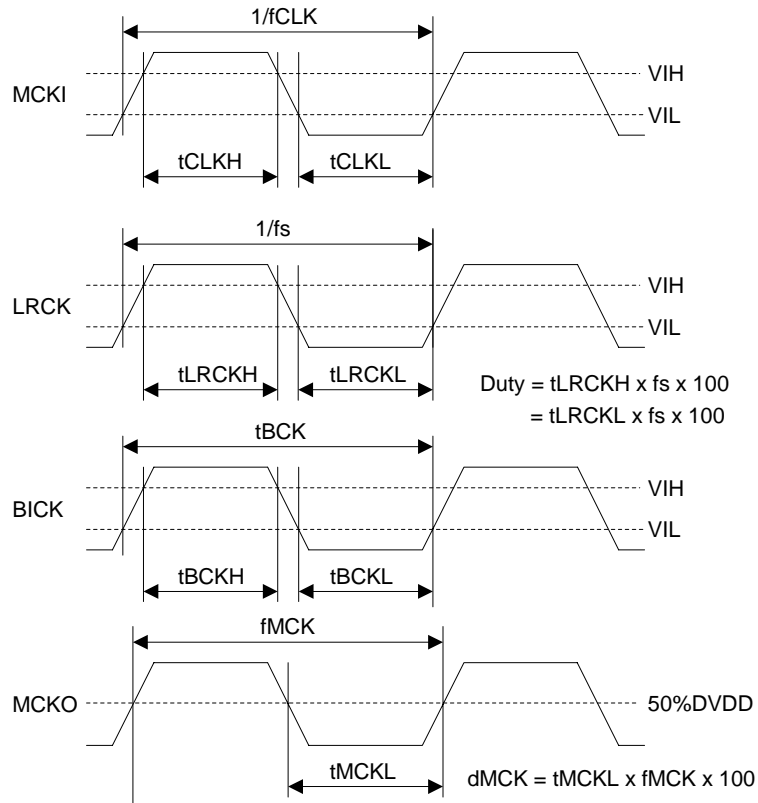 1/fCLK
MCKI
VIH
VIL
tCLKH
tCLKL
1/fs
LRCK
VIH
VIL
tLRCKH
tLRCKL
Duty = tLRCKH x fs x 100
= tLRCKL x fs x 100
tBCK
BICK
VIH
VIL
tBCKH
tBCKL
fMCK
MCKO
50%DVDD
tMCKL
dMCK = tMCKL x fMCK x 100